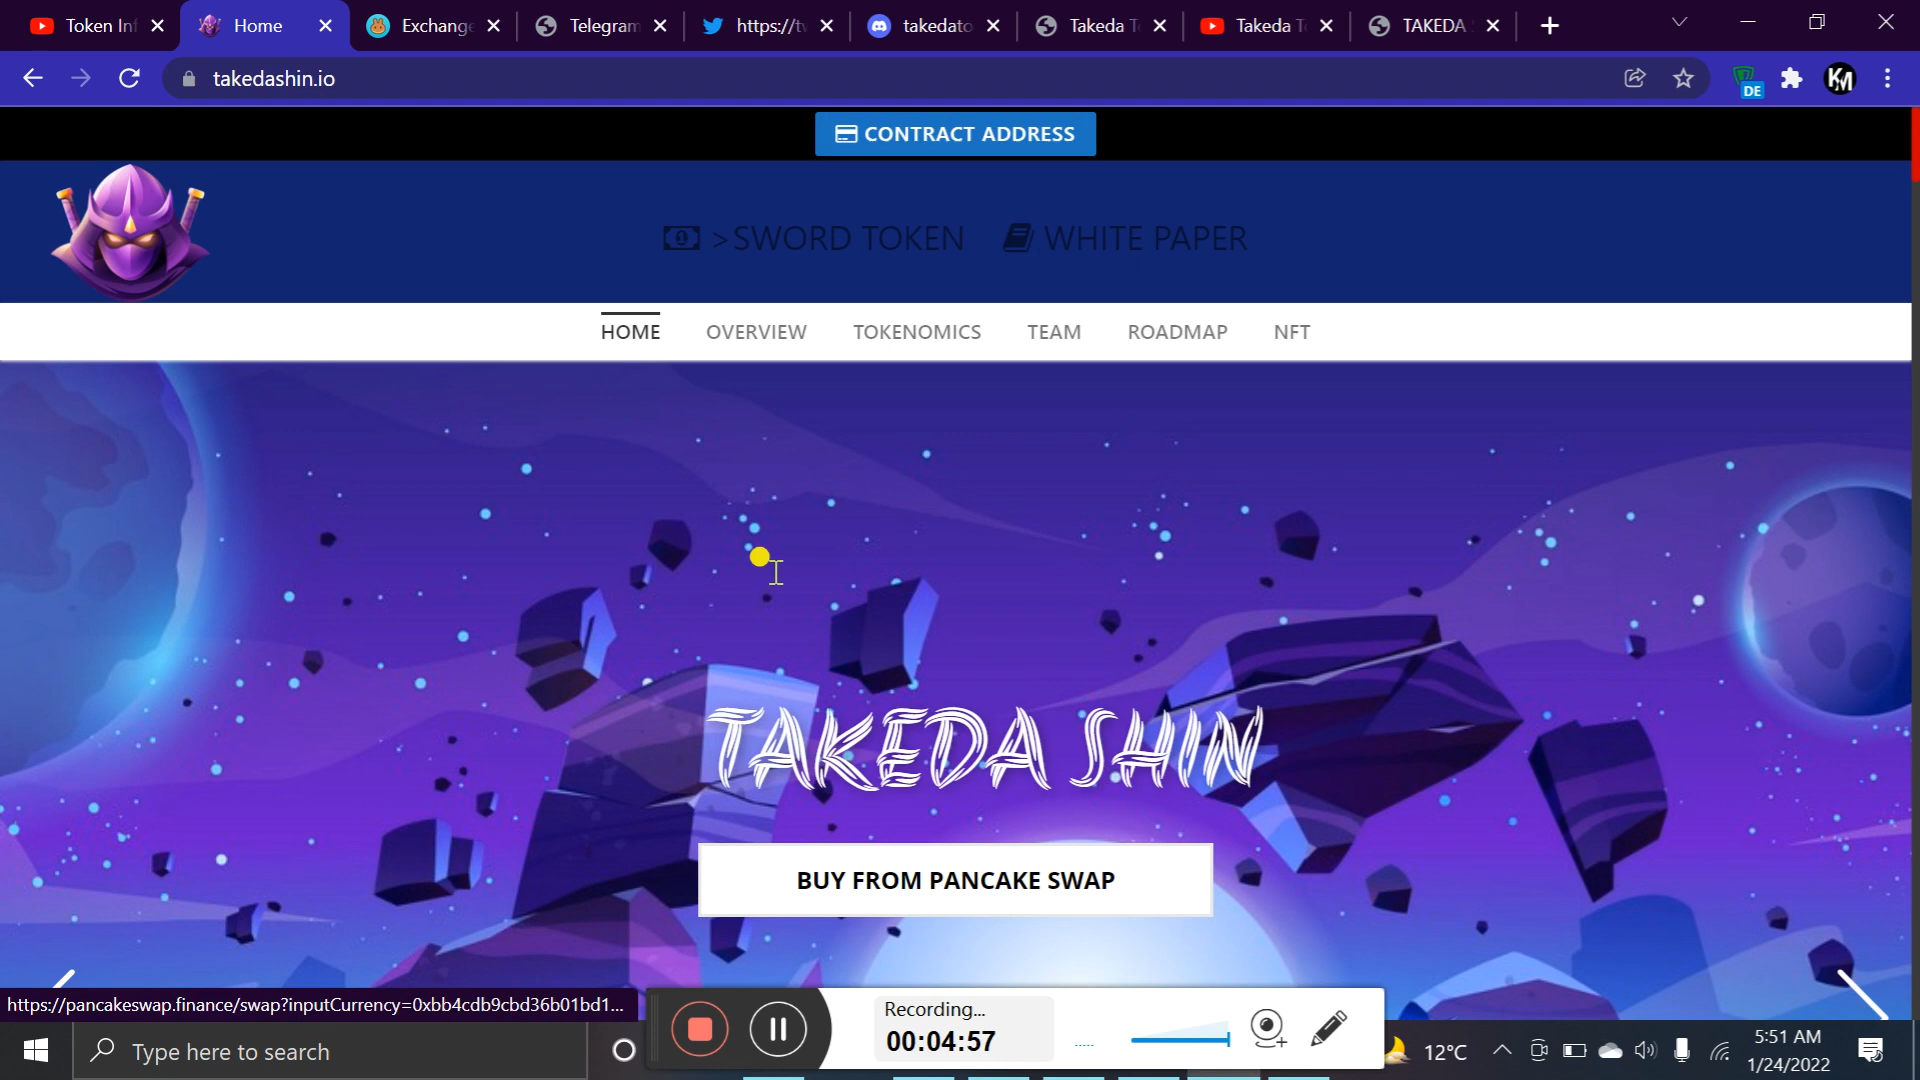 Token Inf
Home
Exchange
Telegram
https://tw
takedato
Takeda T
Takeda T
TAKEDA
takedashin.io
DE
KM
CONTRACT ADDRESS
>SWORD TOKEN
WHITE PAPER
HOME
OVERVIEW
TOKENOMICS
TEAM
ROADMAP
NFT
TAKEDA SHIN
BUY FROM PANCAKE SWAP
https://pancakeswap.finance/swap?inputCurrency=0xbb4cdb9cbd36b01bd1...
Recording...
00:04:57
Type here to search
12°C
5:51 AM
1/24/2022